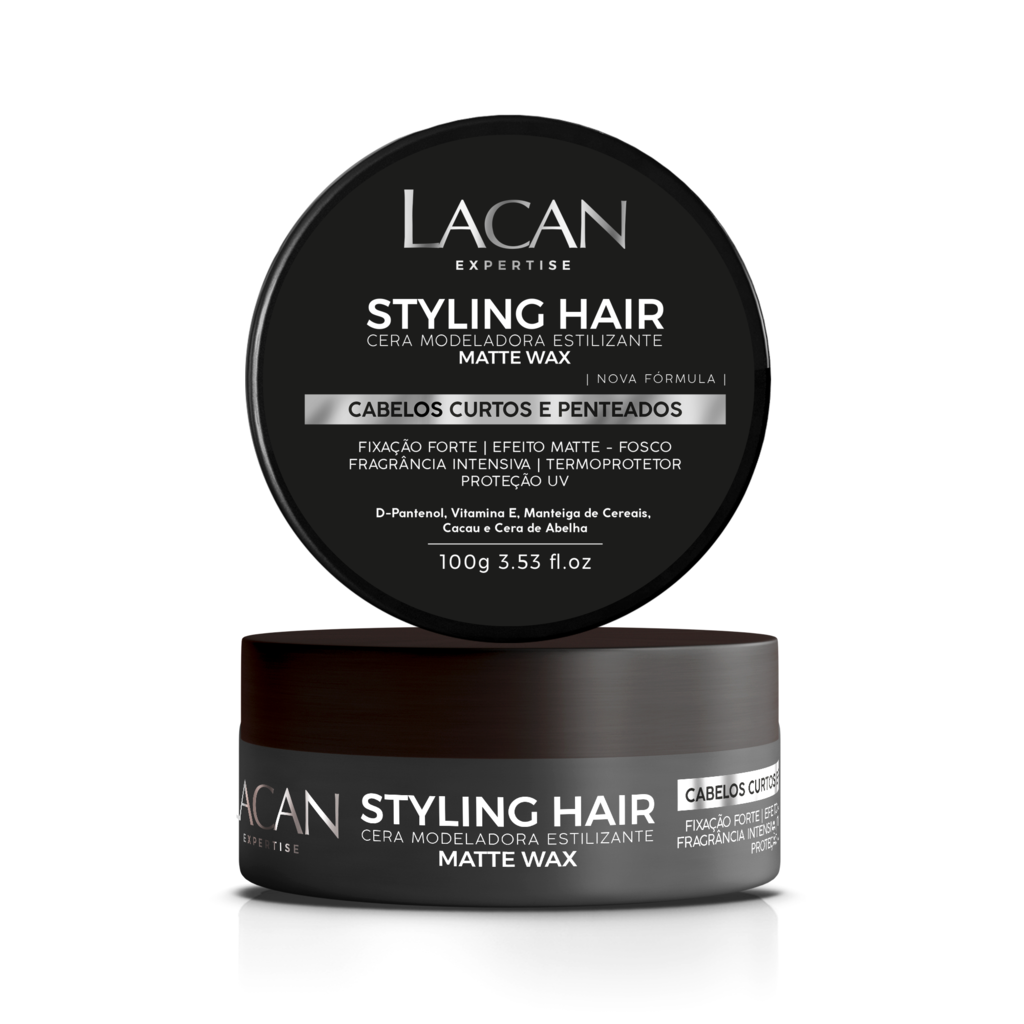 LACAN
EXPERTISE
STYLING HAIR
CERA MODELADORA ESTILIZANTE
MATTE WAX
| NOVA FÓRMULA |
CABELOS CURTOS E PENTEADOS
FIXAÇÃO FORTE | EFEITO MATTE - FOSCO
FRAGRÂNCIA INTENSIVA | TERMOPROTETOR
PROTEÇÃO UV
D-Pantenol, Vitamina E, Manteiga de Cereais,
Cacau e Cera de Abelha
100g 3.53 fl.oz
ACAN
EXPERTISE
STYLING HAIR
CERA MODELADORA ESTILIZANTE
MATTE WAX
CABELOS CURTOS
FIXAÇÃO FORTE |
FRAGRÂNCIA